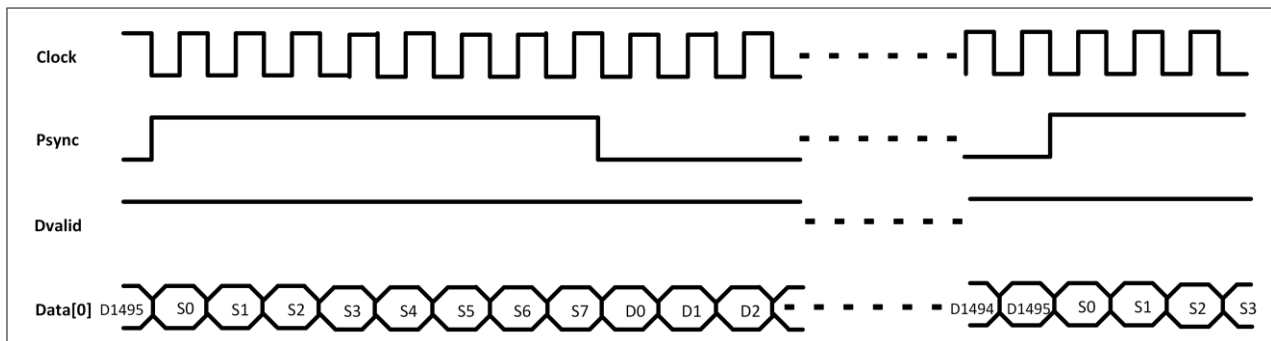 Clock
Psync
Dvalid
Data[0] D1495 S0 S1 S2 S3 S4 S5 S6 S7 D0 D1 D2 D1494 D1495 S0 S1 S2 S3